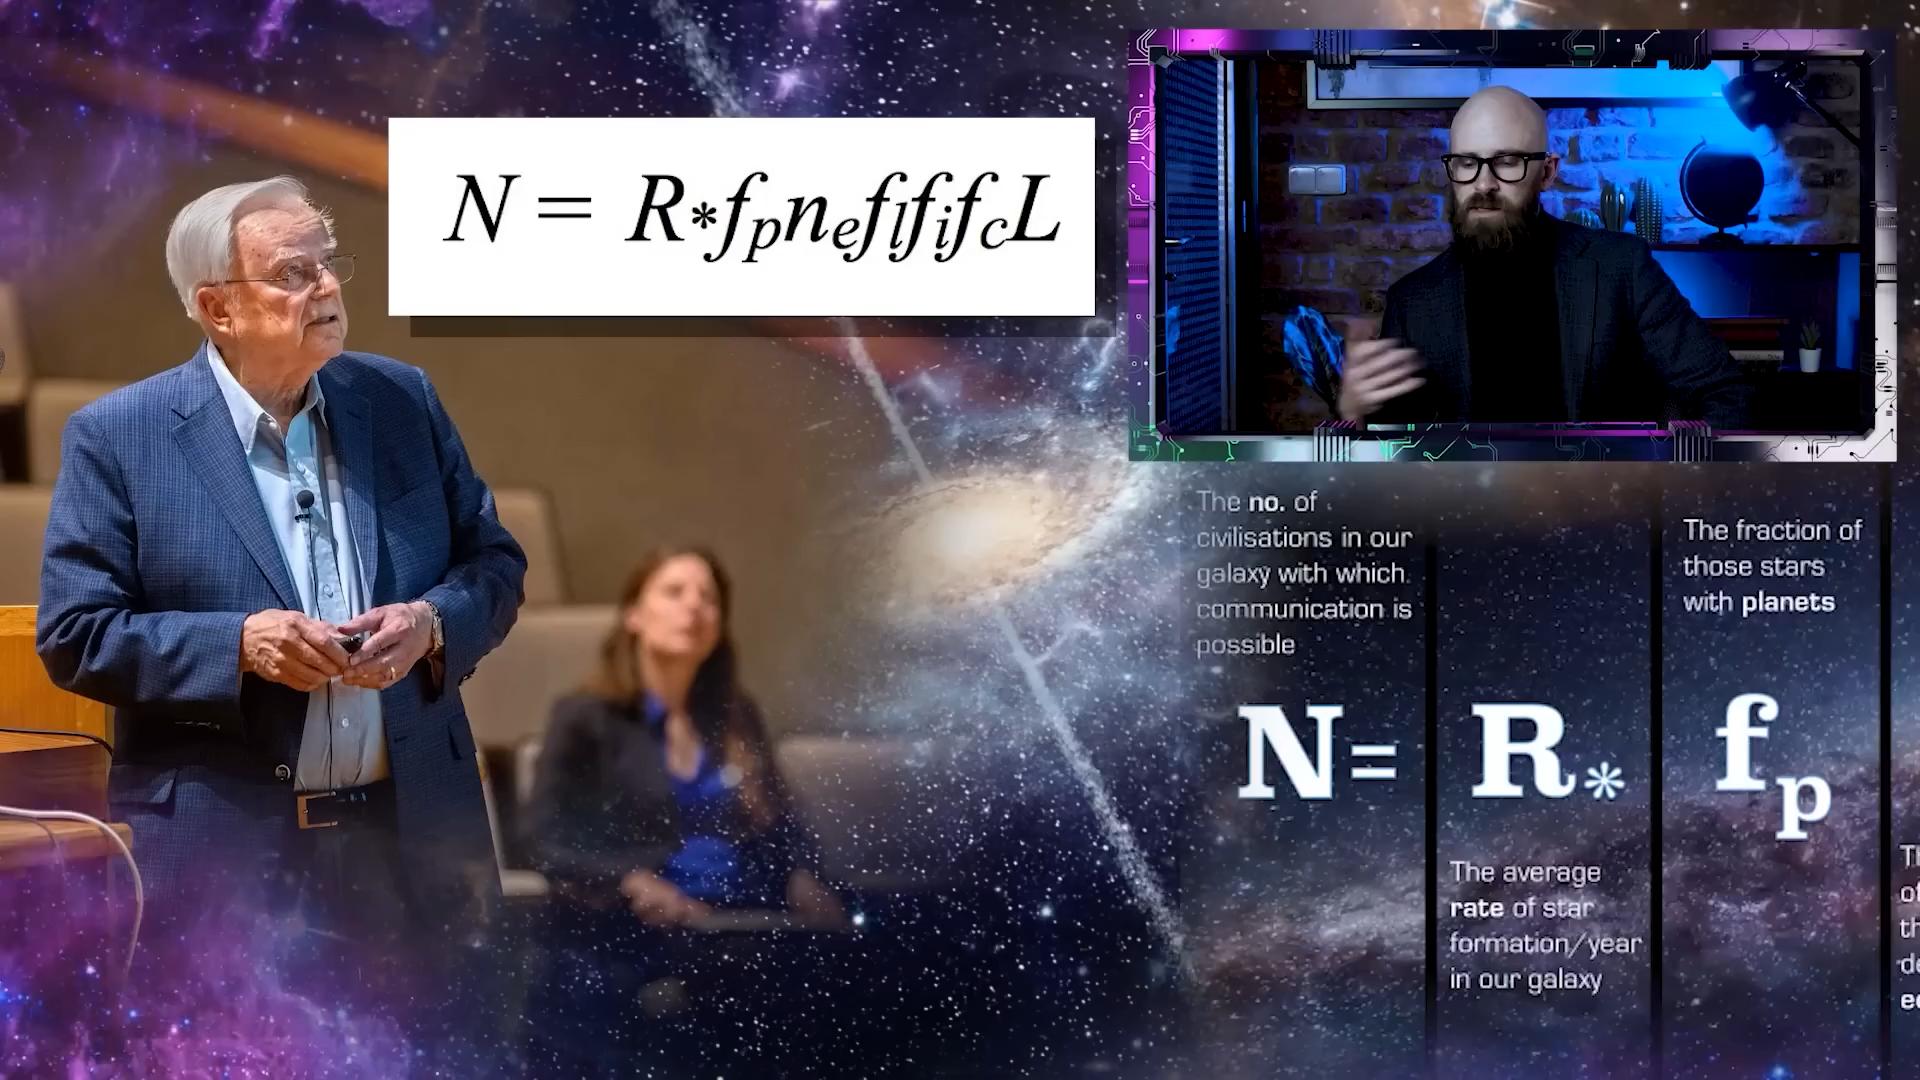 N = R*fpneflfifcL
The no. of
civilisations in our
galaxy with which
communication is
possible
N=
R*
The average
rate of star
formation/year
in our galaxy
The fraction of
those stars
with planets
fp